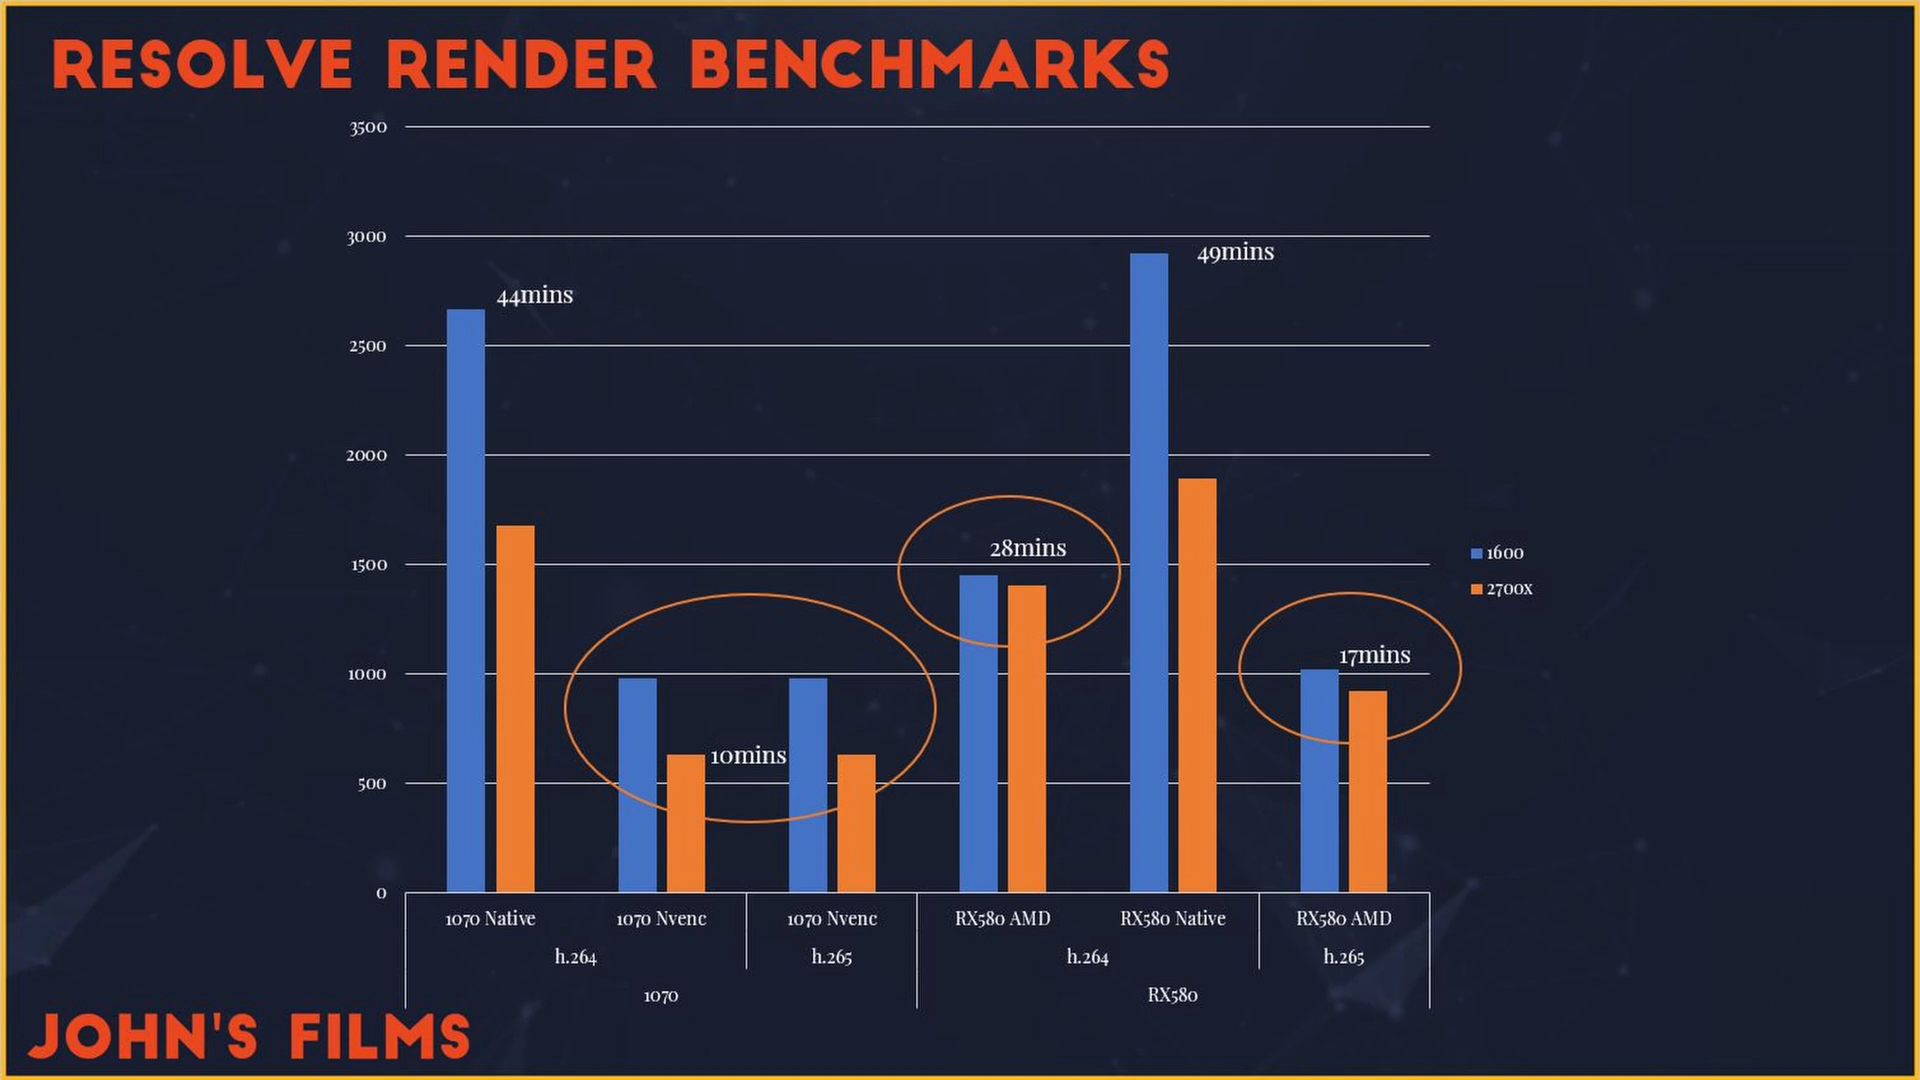 RESOLVE RENDER BENCHMARKS
3500
3000
2500
2000
1500
1000
500
0
44mins
10mins
28mins
49mins
17mins
1600
2700X
1070 Native
1070 Nvenc
1070 Nvenc
RX580 AMD
RX580 Native
RX580 AMD
h.264
h.265
h.264
h.265
1070
RX580
JOHN'S FILMS